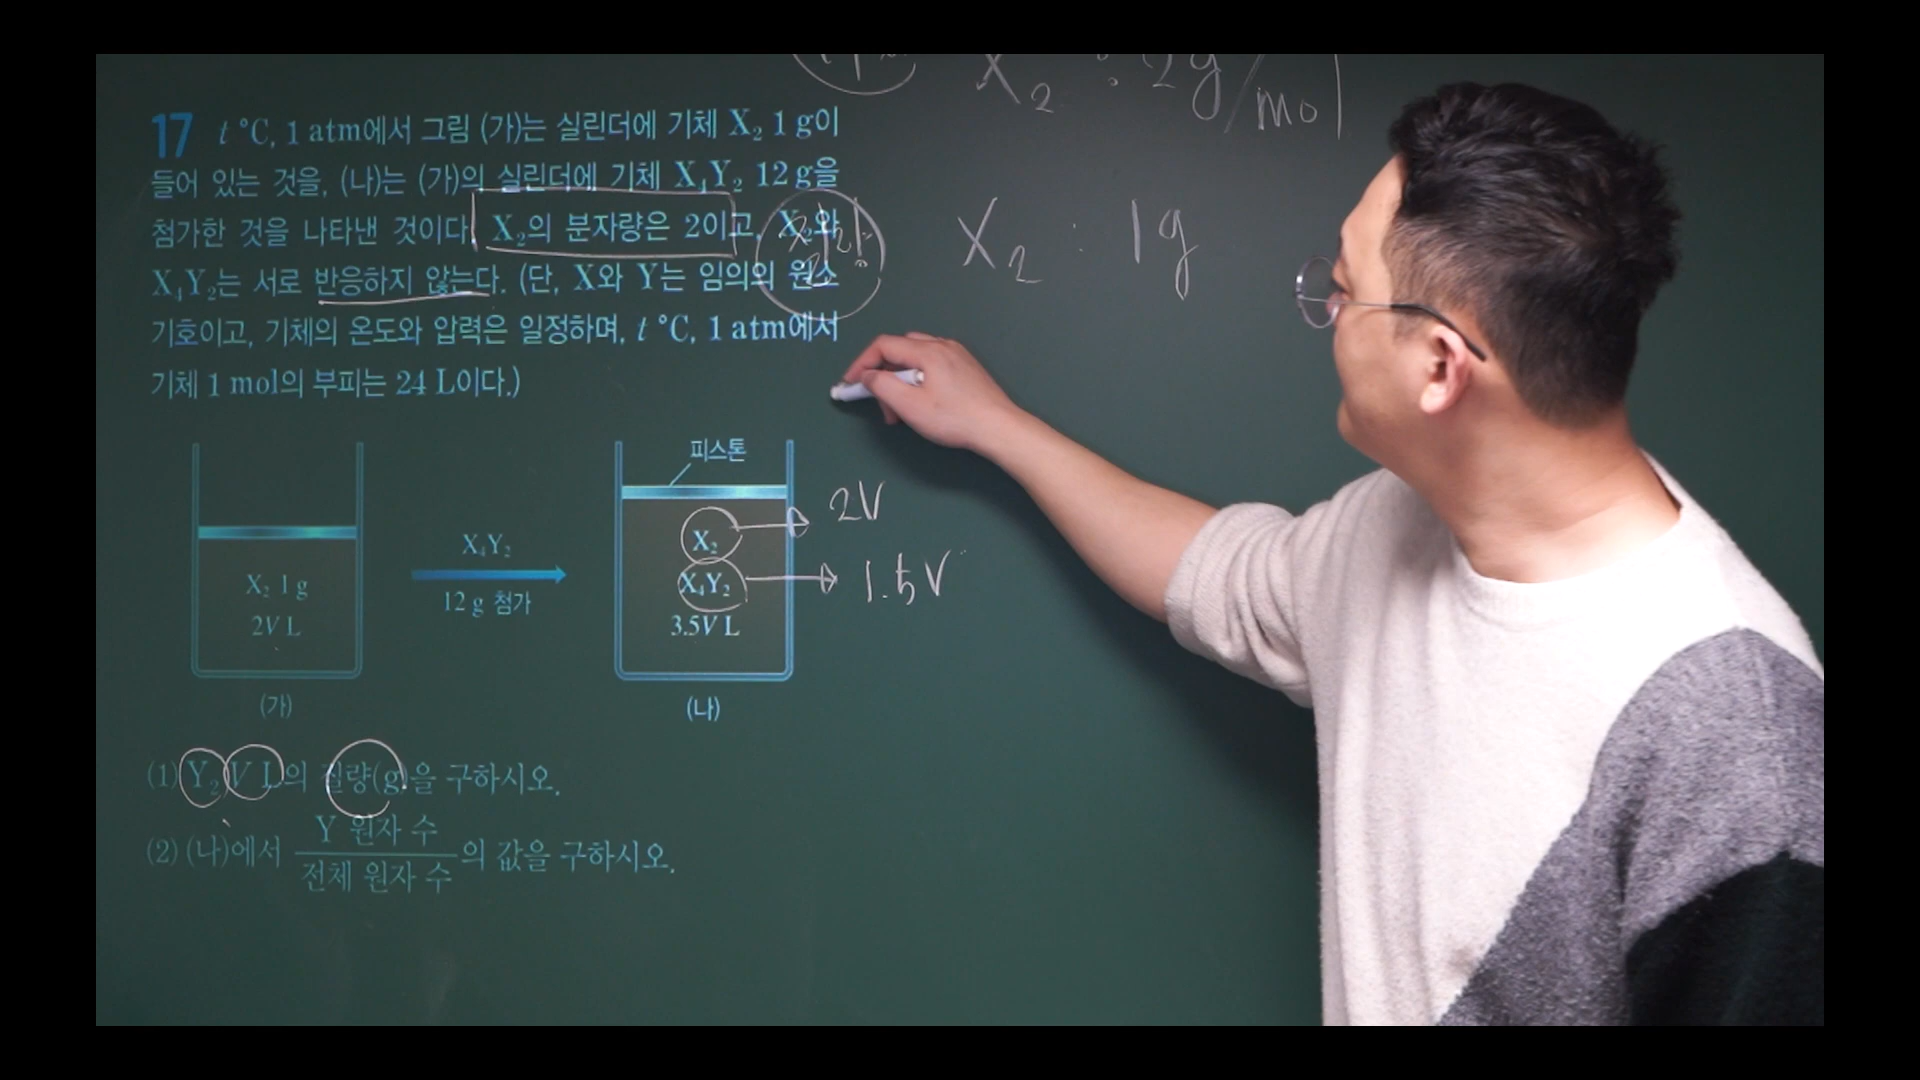 X₂ : 2g/mol
17 t ℃, 1 atm에서 그림 (가)는 실린더에 기체 X₂ 1 g이
들어 있는 것을, (나)는 (가)의 실린더에 기체 X₄Y₂ 12 g을
첨가한 것을 나타낸 것이다. X₂의 분자량은 2이고, X₂와
X₄Y₂는 서로 반응하지 않는다. (단, X와 Y는 임의의 원소
기호이고, 기체의 온도와 압력은 일정하며, t ℃, 1 atm에서
기체 1 mol의 부피는 24 L이다.)
X₂ : 1g
X₂ 1 g
2V L
(가)
X₄Y₂
12 g 첨가
피스톤
X₂
X₄Y₂
3.5V L
(나)
2V
1.5V
(1) Y₂ V L의 질량(g)을 구하시오.
(2) (나)에서 Y 원자 수 / 전체 원자 수 의 값을 구하시오.